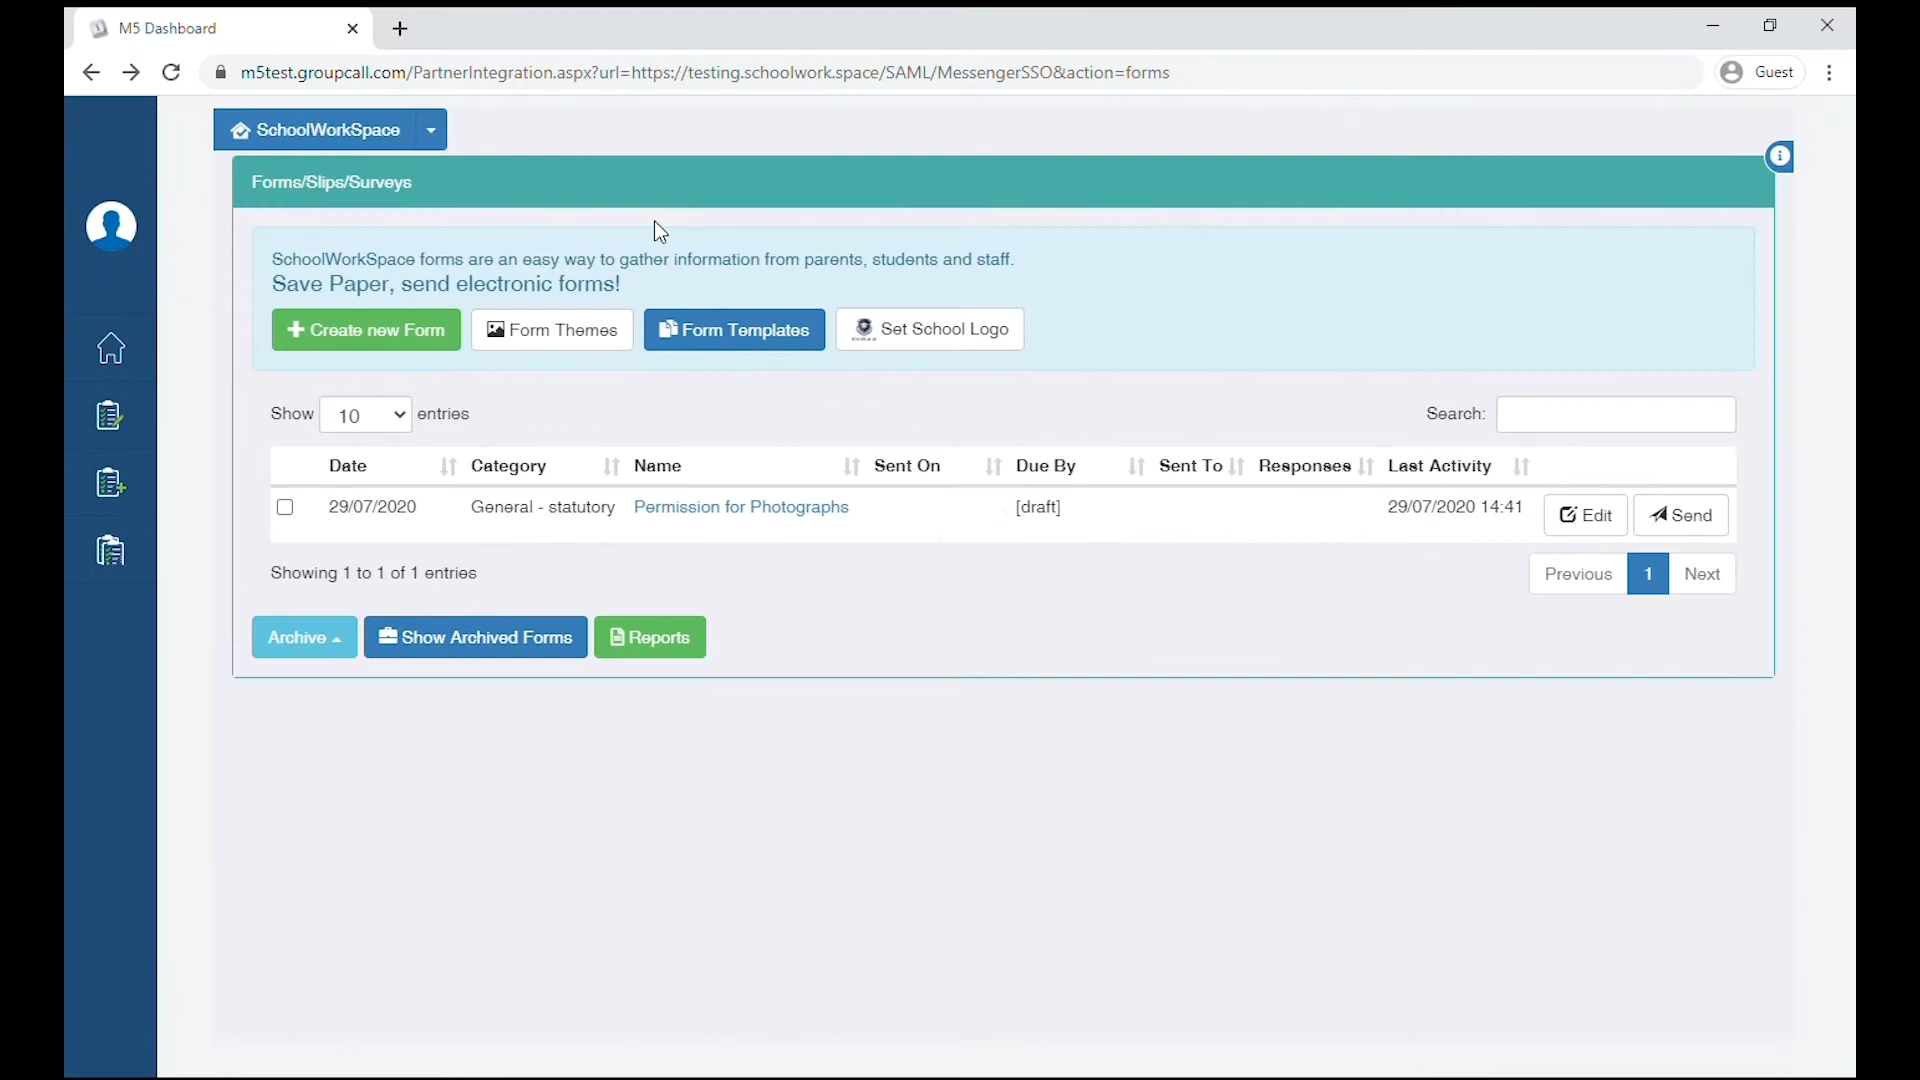 M5 Dashboard
m5test.groupcall.com/PartnerIntegration.aspx?url=https://testing.schoolwork.space/SAML/MessengerSSO&action=forms
Guest
SchoolWorkSpace
Forms/Slips/Surveys
SchoolWorkSpace forms are an easy way to gather information from parents, students and staff.
Save Paper, send electronic forms!
Create new Form Form Themes Form Templates Set School Logo
Show 10 entries Search:
Date Category Name Sent On Due By Sent To Responses Last Activity
29/07/2020 General - statutory Permission for Photographs [draft] 29/07/2020 14:41 Edit Send
Showing 1 to 1 of 1 entries Previous 1 Next
Archive Show Archived Forms Reports